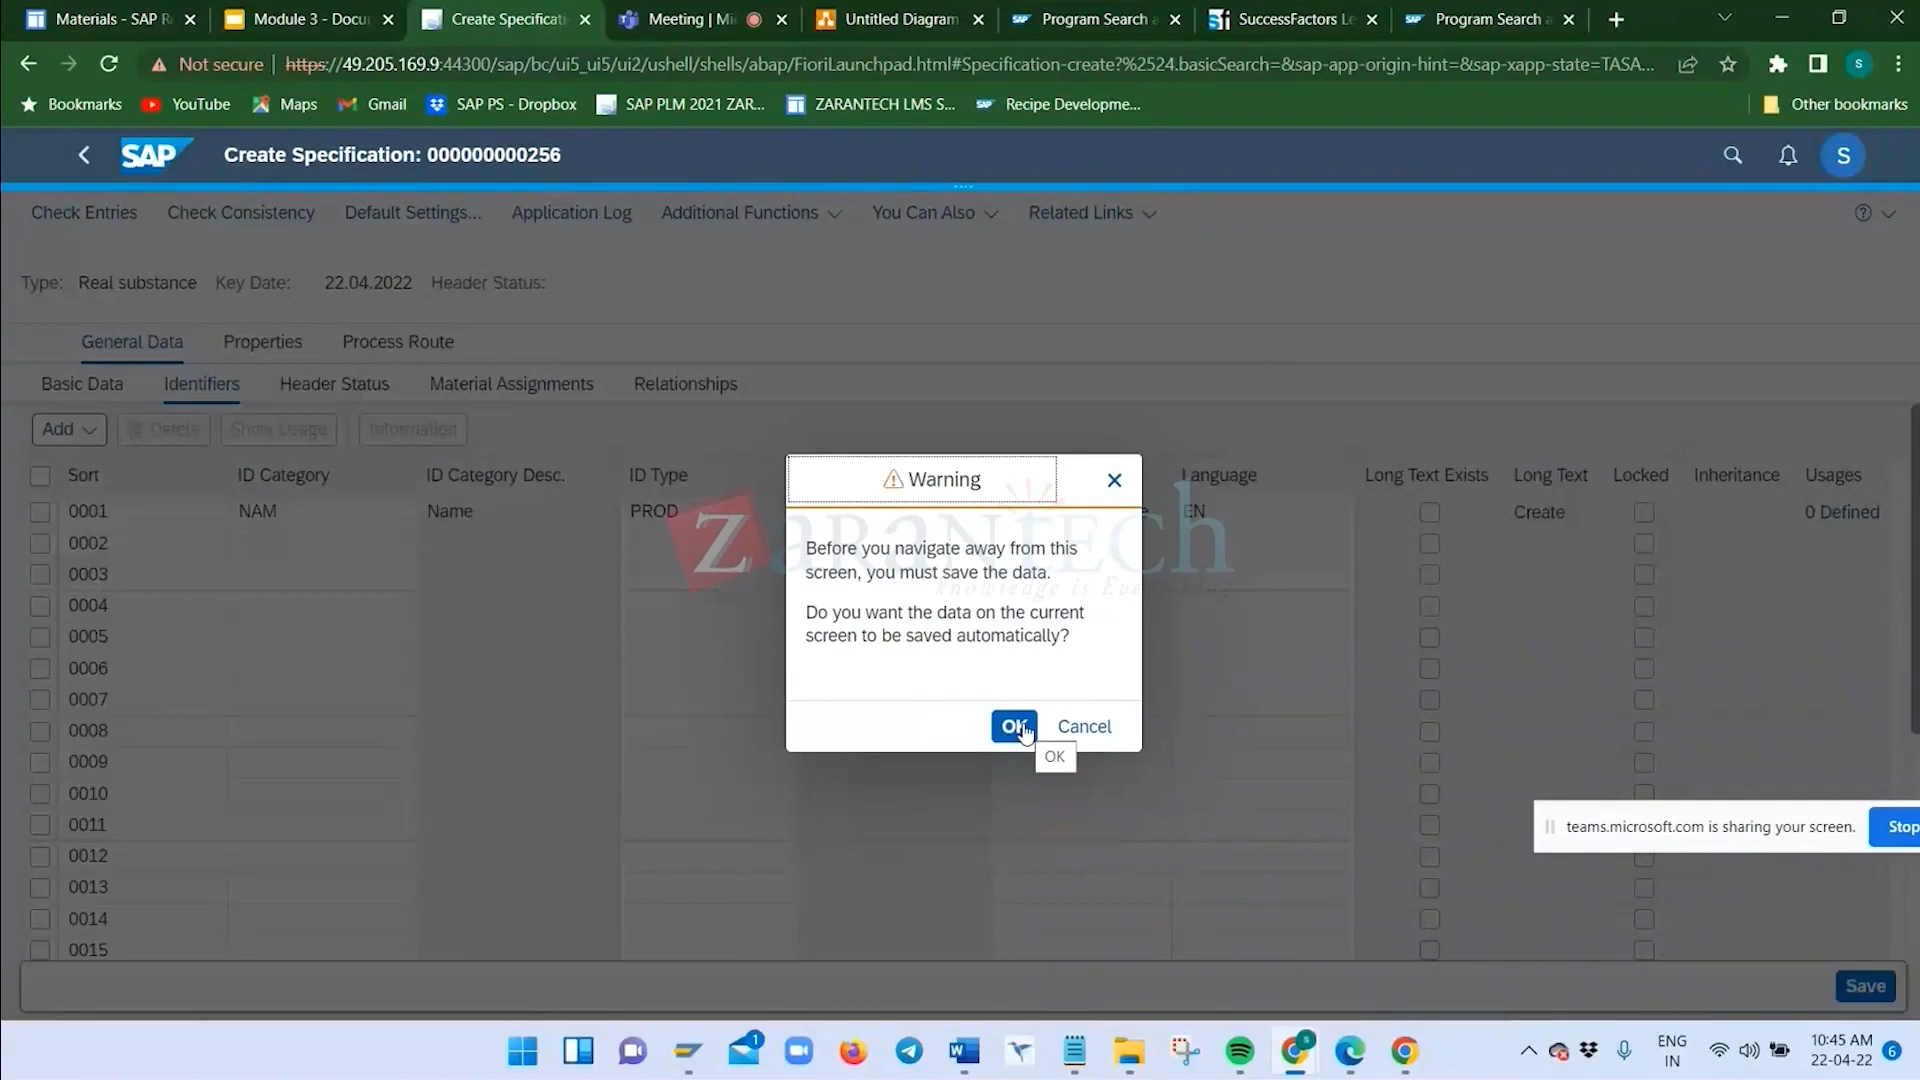 Materials - SAP R
Module 3 - Docu
Create Specificati
Meeting | Mi
Untitled Diagram
Program Search a
SuccessFactors Le
Program Search a
Not secure | https://49.205.169.9:44300/sap/bc/ui5_ui5/ui2/ushell/shells/abap/FioriLaunchpad.html#Specification-create?%2524.basicSearch=&sap-app-origin-hint=&sap-xapp-state=TASA...
Bookmarks
YouTube
Maps
Gmail
SAP PS - Dropbox
SAP PLM 2021 ZAR...
ZARANTECH LMS S...
Recipe Developme...
Other bookmarks
SAP Create Specification: 000000000256
S
Check Entries
Check Consistency
Default Settings...
Application Log
Additional Functions
You Can Also
Related Links
Type: Real substance Key Date: 22.04.2022 Header Status:
General Data
Properties
Process Route
Basic Data
Identifiers
Header Status
Material Assignments
Relationships
Add
Delete
Show Usage
Information
Sort ID Category ID Category Desc. ID Type Language Long Text Exists Long Text Locked Inheritance Usages
0001 NAM Name PROD EN Create 0 Defined
0002
0003
0004
0005
0006
0007
0008
0009
0010
0011
0012
0013
0014
0015
Warning
Before you navigate away from this
screen, you must save the data.
Do you want the data on the current
screen to be saved automatically?
OK
Cancel
OK
ZaranTech
knowledge is
teams.microsoft.com is sharing your screen.
Stop
Save
1
ENG
IN
10:45 AM
22-04-22
6